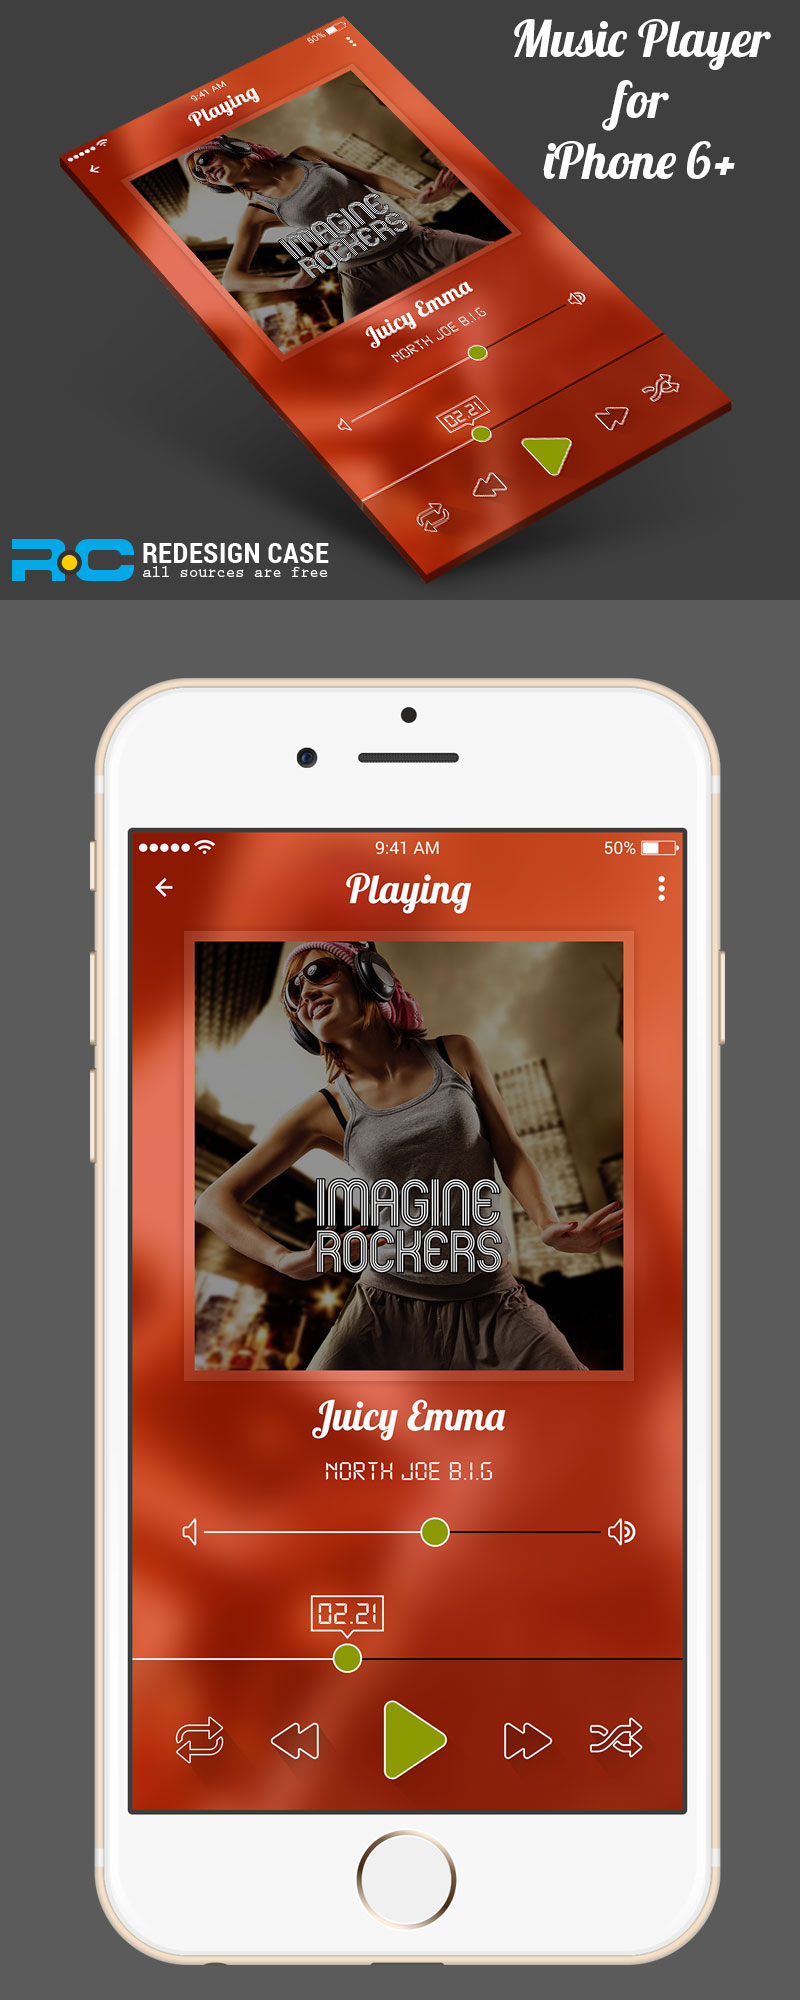 Music Player
for
iPhone 6+
50%
9:41 AM
Playing
IMAGINE
ROCKERS
Juicy Emma
NORTH JOE B.I.G
02.21
RC
REDESIGN CASE
all sources are free
9:41 AM
50%
Playing
IMAGINE
ROCKERS
Juicy Emma
NORTH JOE B.I.G
02.21